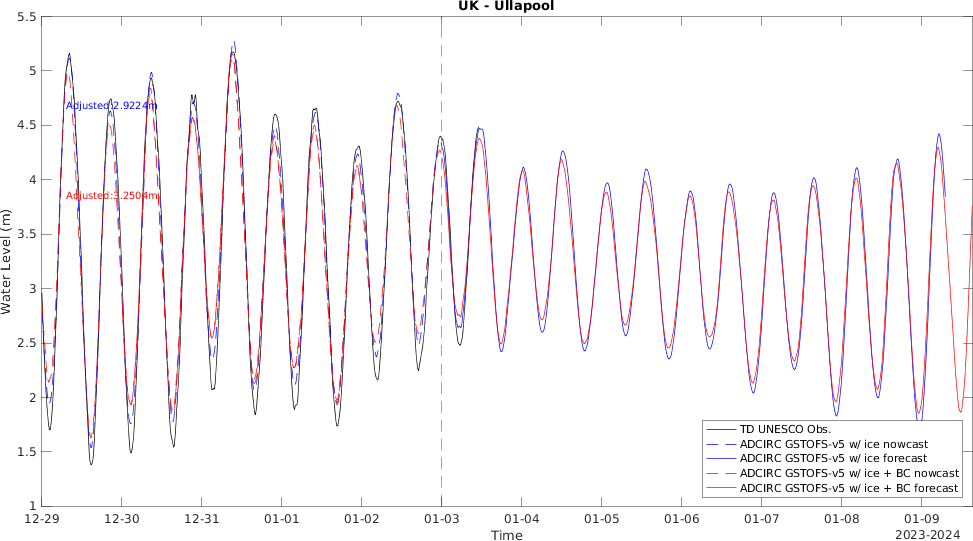 UK - Ullapool
5.5
5
4.5
4
3.5
3
2.5
2
1.5
1
Water Level (m)
Adjusted:2.9224m
Adjusted:3.2504m
TD UNESCO Obs.
ADCIRC GSTOFS-v5 w/ ice nowcast
ADCIRC GSTOFS-v5 w/ ice forecast
ADCIRC GSTOFS-v5 w/ ice + BC nowcast
ADCIRC GSTOFS-v5 w/ ice + BC forecast
12-29 12-30 12-31 01-01 01-02 01-03 01-04 01-05 01-06 01-07 01-08 01-09
Time
2023-2024